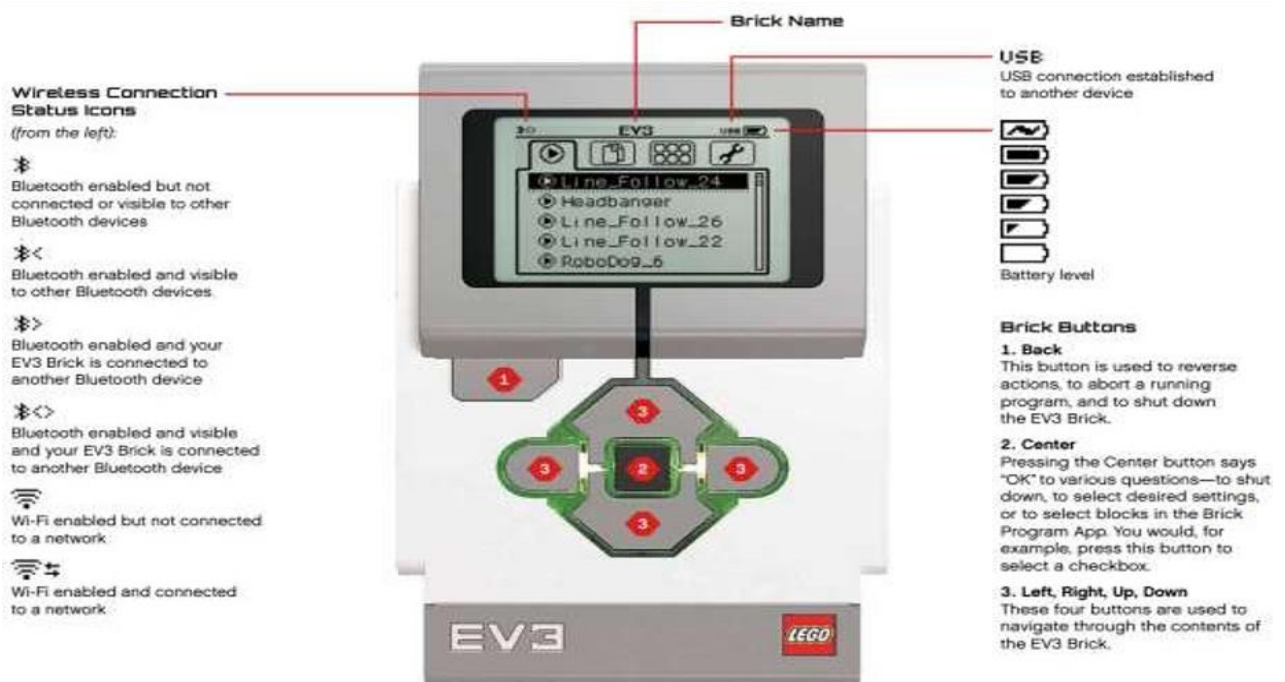 Brick Name
Wireless Connection
Status Icons
(from the left):
Bluetooth enabled but not
connected or visible to other
Bluetooth devices
Bluetooth enabled and visible
to other Bluetooth devices
Bluetooth enabled and your
EV3 Brick is connected to
another Bluetooth device
Bluetooth enabled and visible
and your EV3 Brick is connected
to another Bluetooth device
Wi-Fi enabled but not connected
to a network
Wi-Fi enabled and connected
to a network
EV3 USB
Line_Follow_24
Headbanger
Line_Follow_26
Line_Follow_22
RoboDog_6
1
3
3 2 3
3
EV3 LEGO
USB
USB connection established
to another device
Battery level
Brick Buttons
1. Back
This button is used to reverse
actions, to abort a running
program, and to shut down
the EV3 Brick.
2. Center
Pressing the Center button says
"OK" to various questions—to shut
down, to select desired settings,
or to select blocks in the Brick
Program App. You would, for
example, press this button to
select a checkbox.
3. Left, Right, Up, Down
These four buttons are used to
navigate through the contents of
the EV3 Brick.